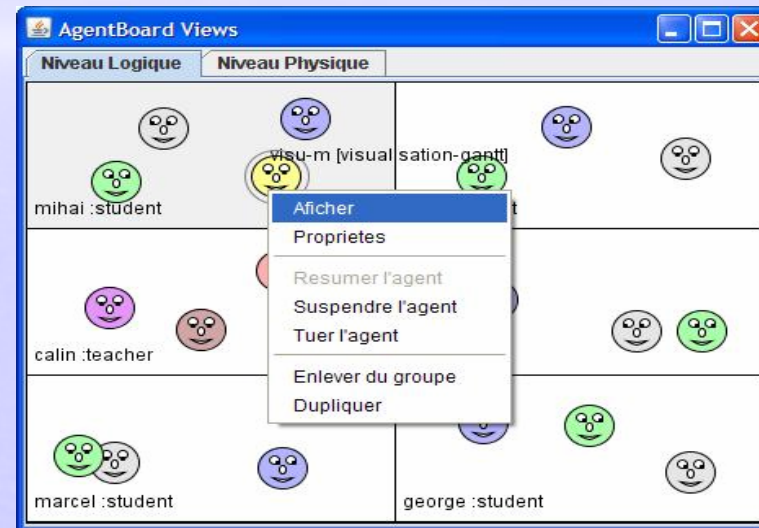 AgentBoard Views
Niveau Logique Niveau Physique
visu-m [visualisation-gantt]
mihai :student
Aficher
Proprietes
Resumer l'agent
Suspendre l'agent
Tuer l'agent
Enlever du groupe
Dupliquer
calin :teacher
marcel :student
george :student